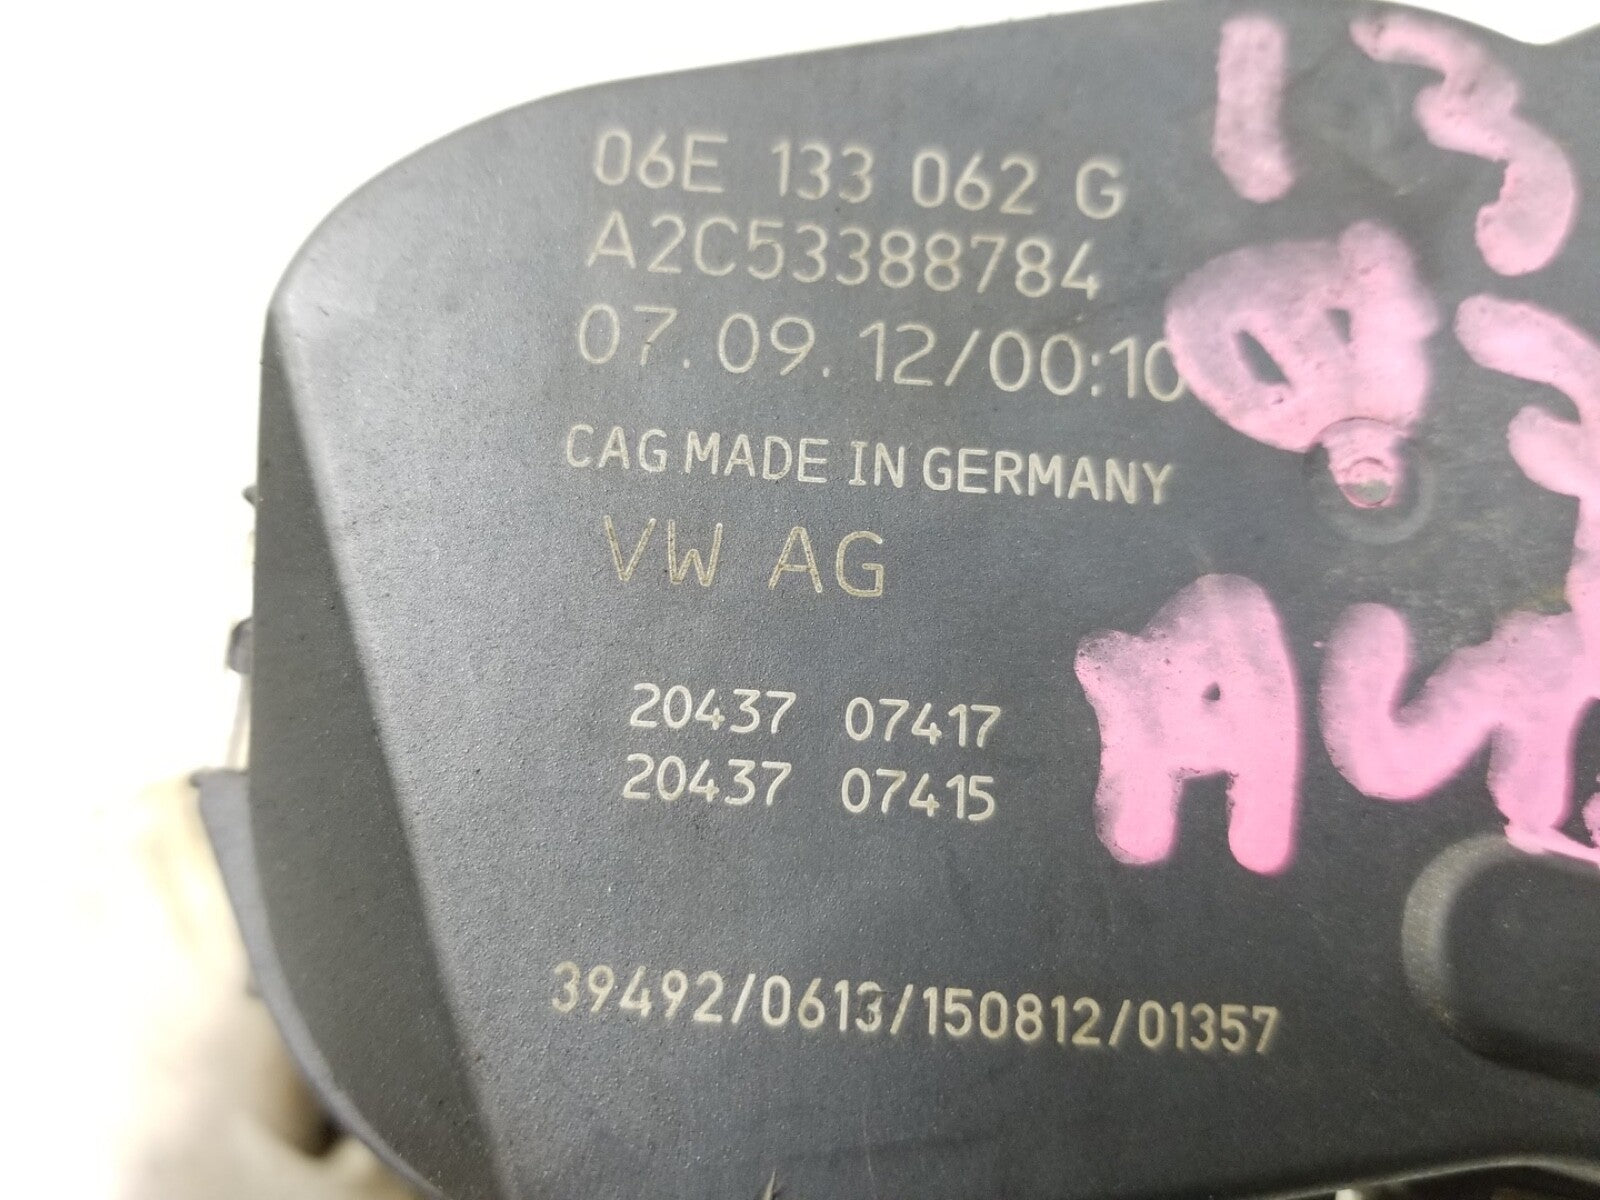 06E 133 062 G
A2C53388784
07.09.12/00:10
CAG MADE IN GERMANY
VW AG
20437 07417
20437 07415
39492/0613/150812/01357
13